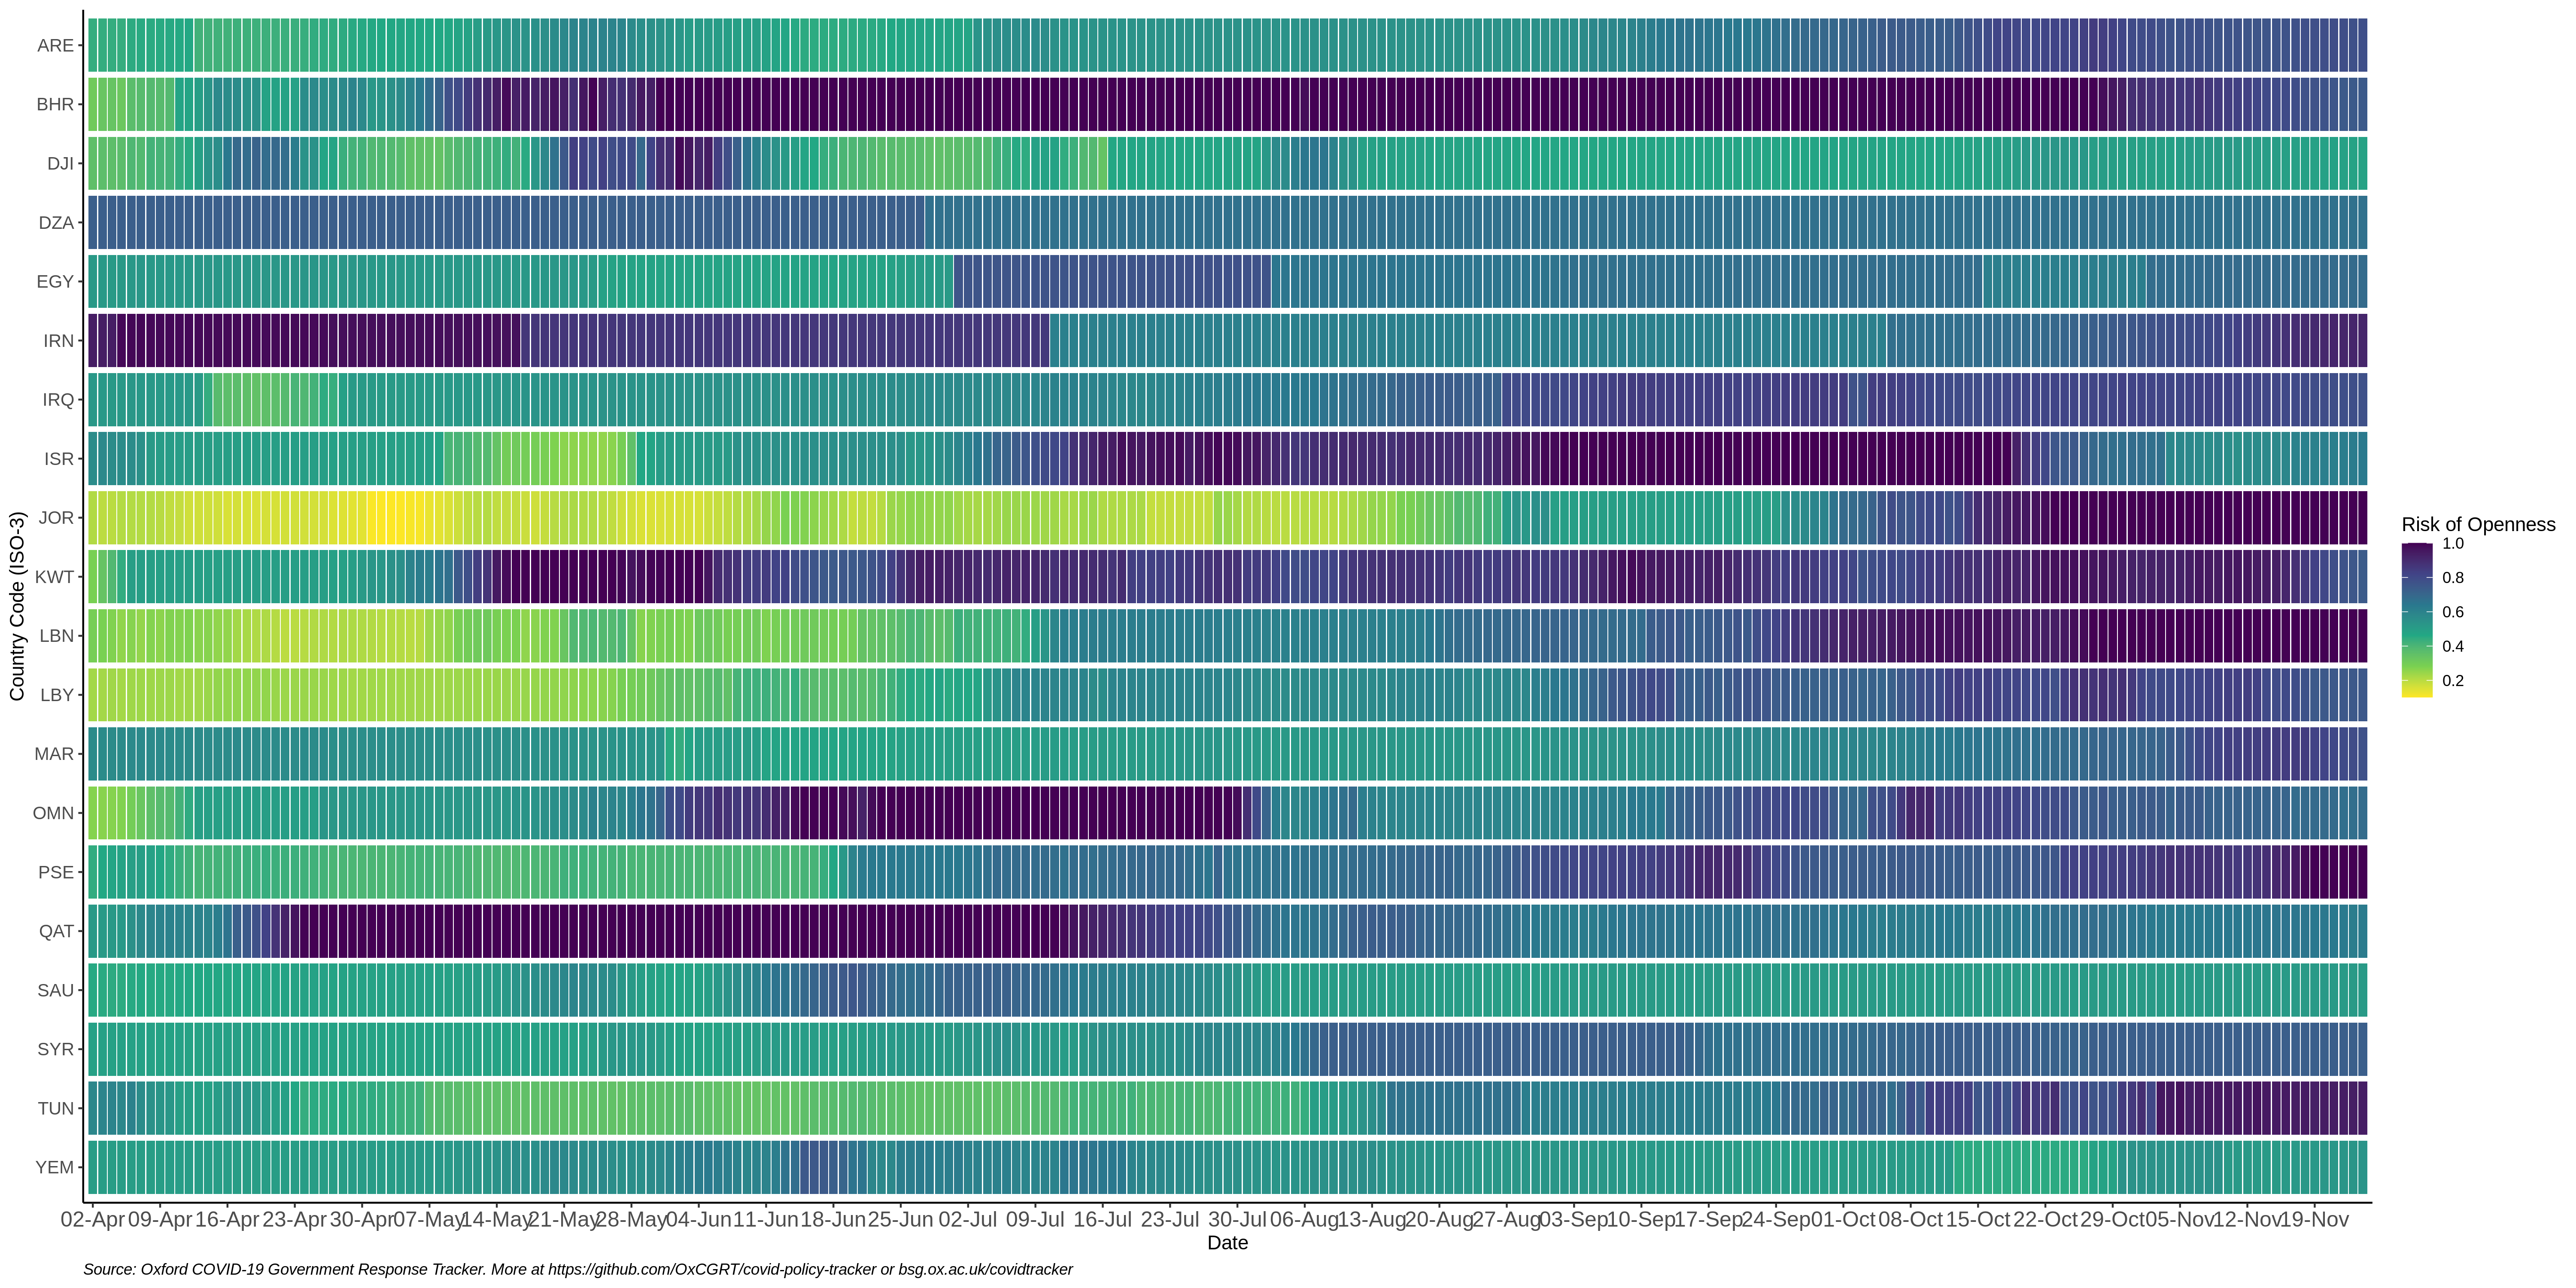 ARE
BHR
DJI
DZA
EGY
IRN
IRQ
ISR
JOR
KWT
LBN
LBY
MAR
OMN
PSE
QAT
SAU
SYR
TUN
YEM
Country Code (ISO-3)
Risk of Openness
1.0
0.8
0.6
0.4
0.2
02-Apr 09-Apr 16-Apr 23-Apr 30-Apr 07-May 14-May 21-May 28-May 04-Jun 11-Jun 18-Jun 25-Jun 02-Jul 09-Jul 16-Jul 23-Jul 30-Jul 06-Aug 13-Aug 20-Aug 27-Aug 03-Sep 10-Sep 17-Sep 24-Sep 01-Oct 08-Oct 15-Oct 22-Oct 29-Oct 05-Nov 12-Nov 19-Nov
Date
Source: Oxford COVID-19 Government Response Tracker. More at https://github.com/OxCGRT/covid-policy-tracker or bsg.ox.ac.uk/covidtracker